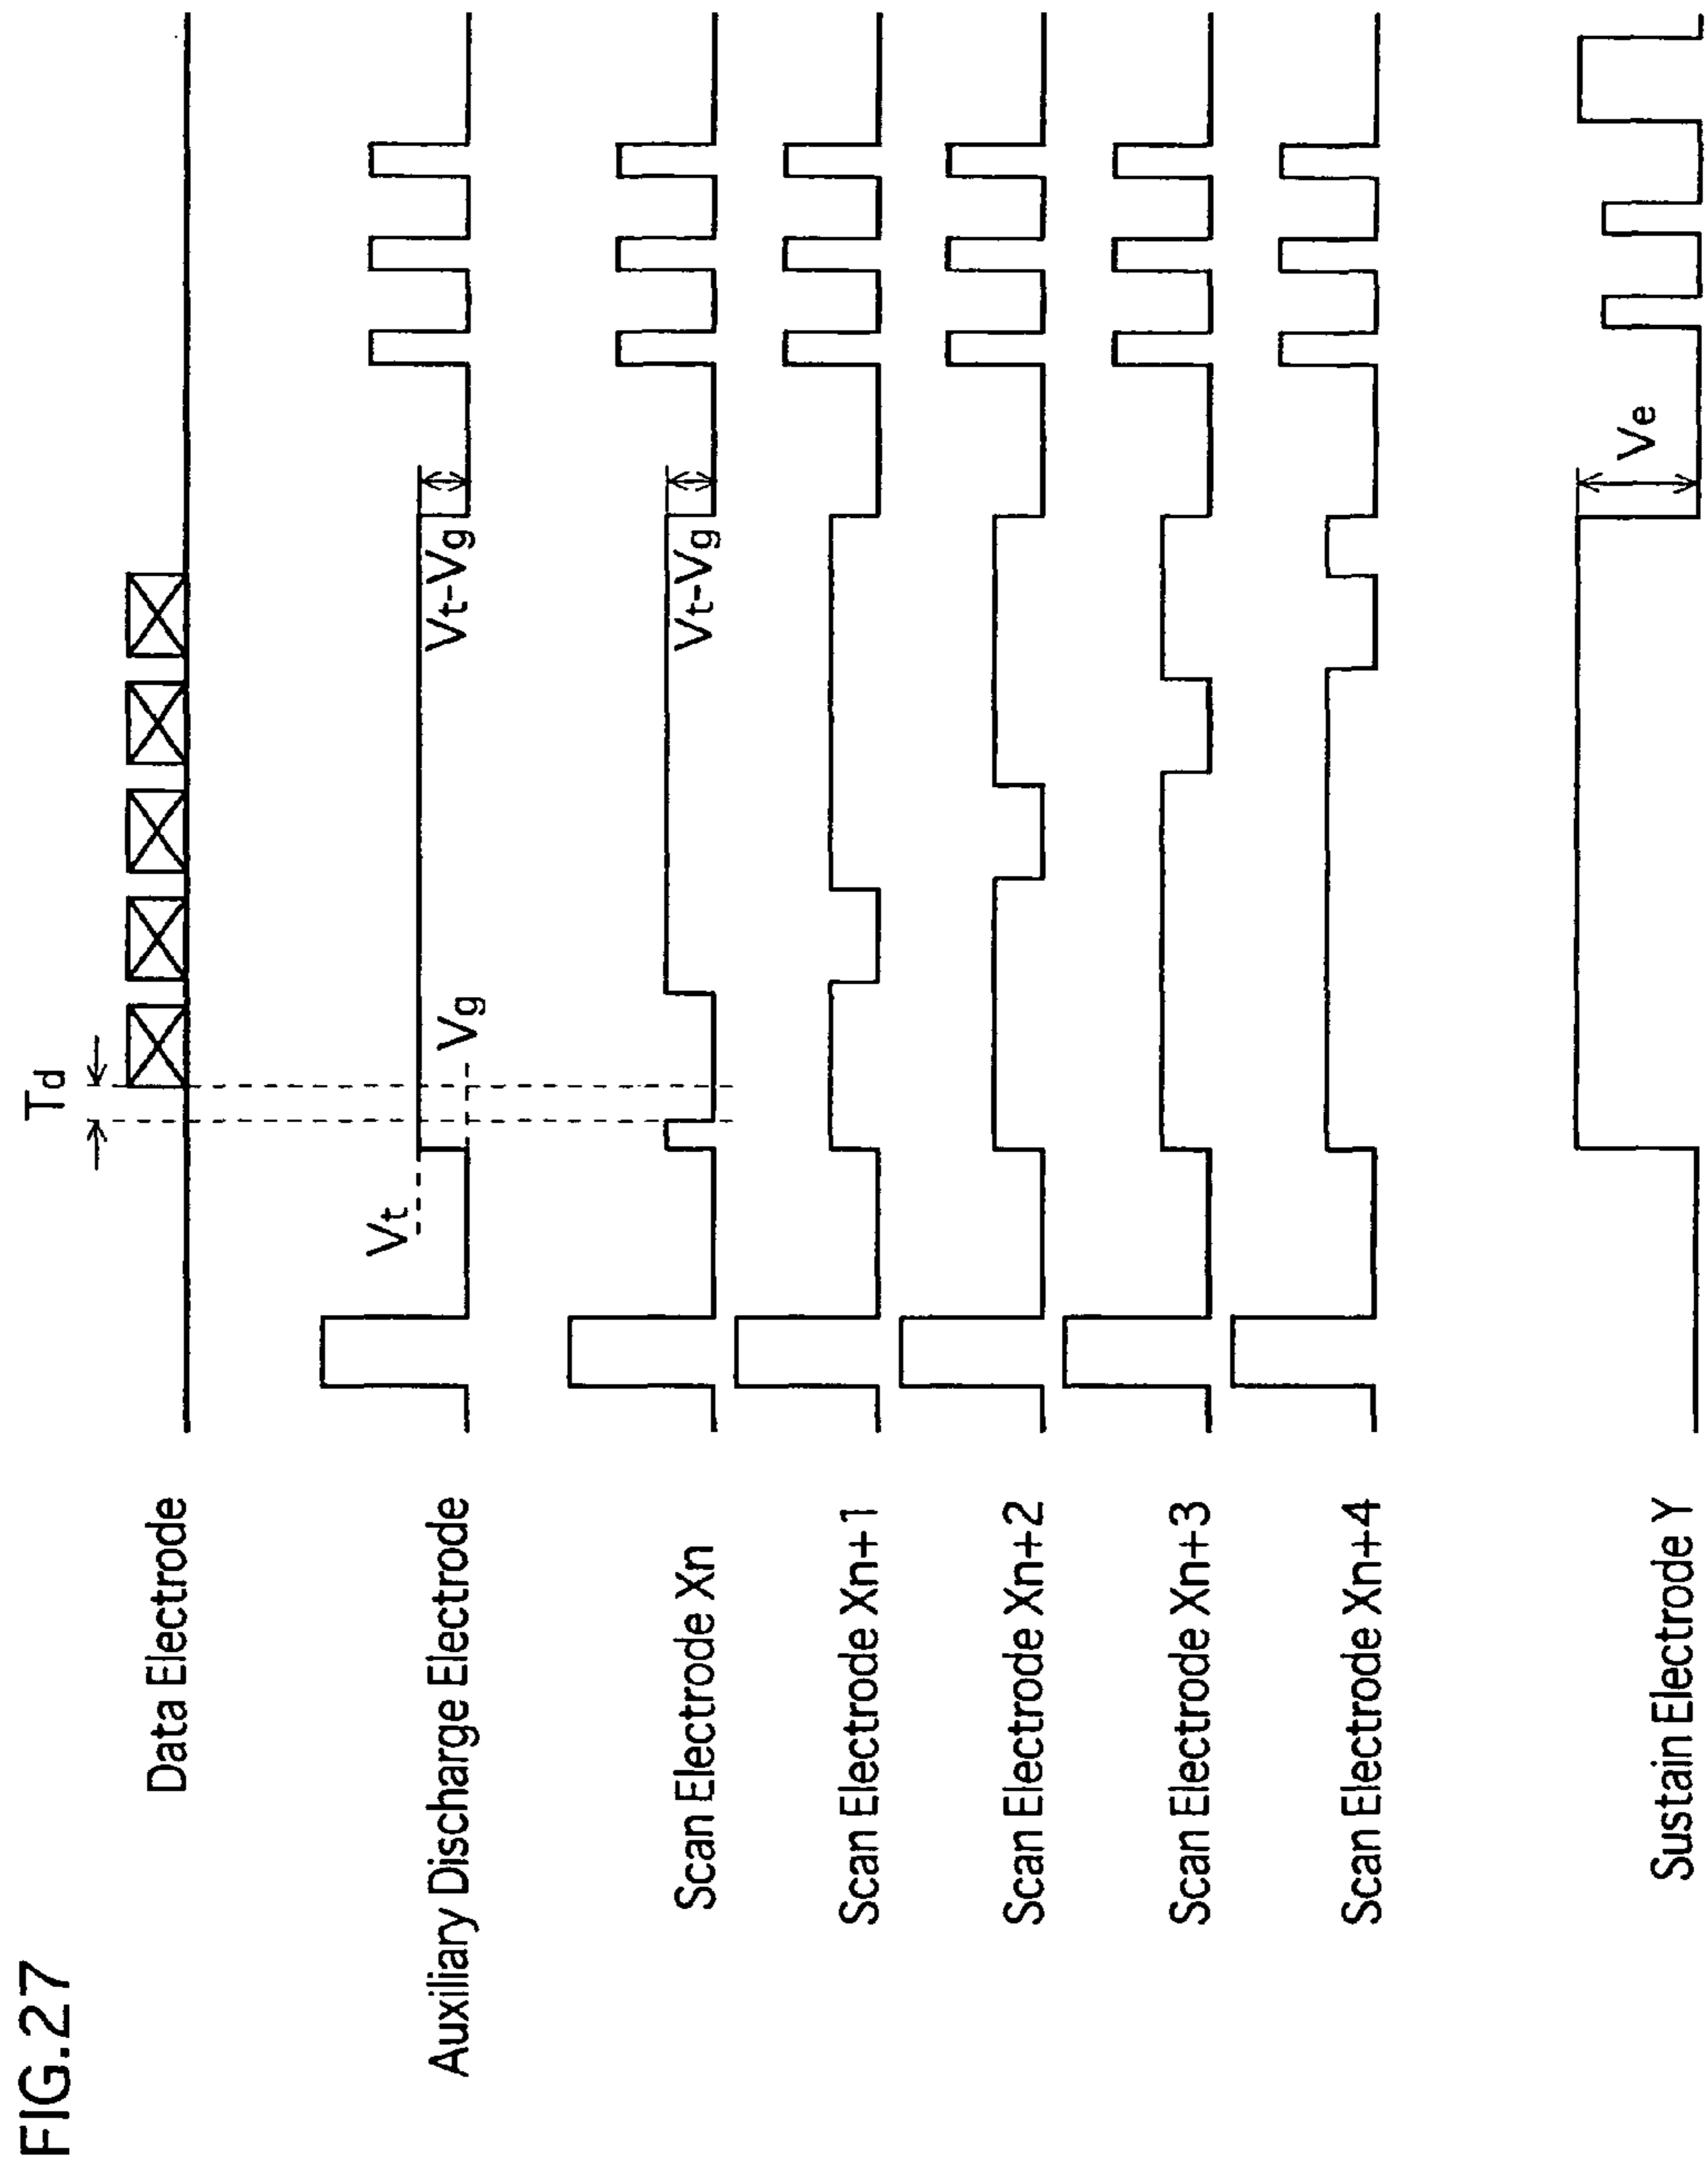 FIG.27
Td
Data Electrode
Vt
Vg
Vt-Vg
Auxiliary Discharge Electrode
Vt-Vg
Scan Electrode Xn
Scan Electrode Xn+1
Scan Electrode Xn+2
Scan Electrode Xn+3
Scan Electrode Xn+4
Ve
Sustain Electrode Y